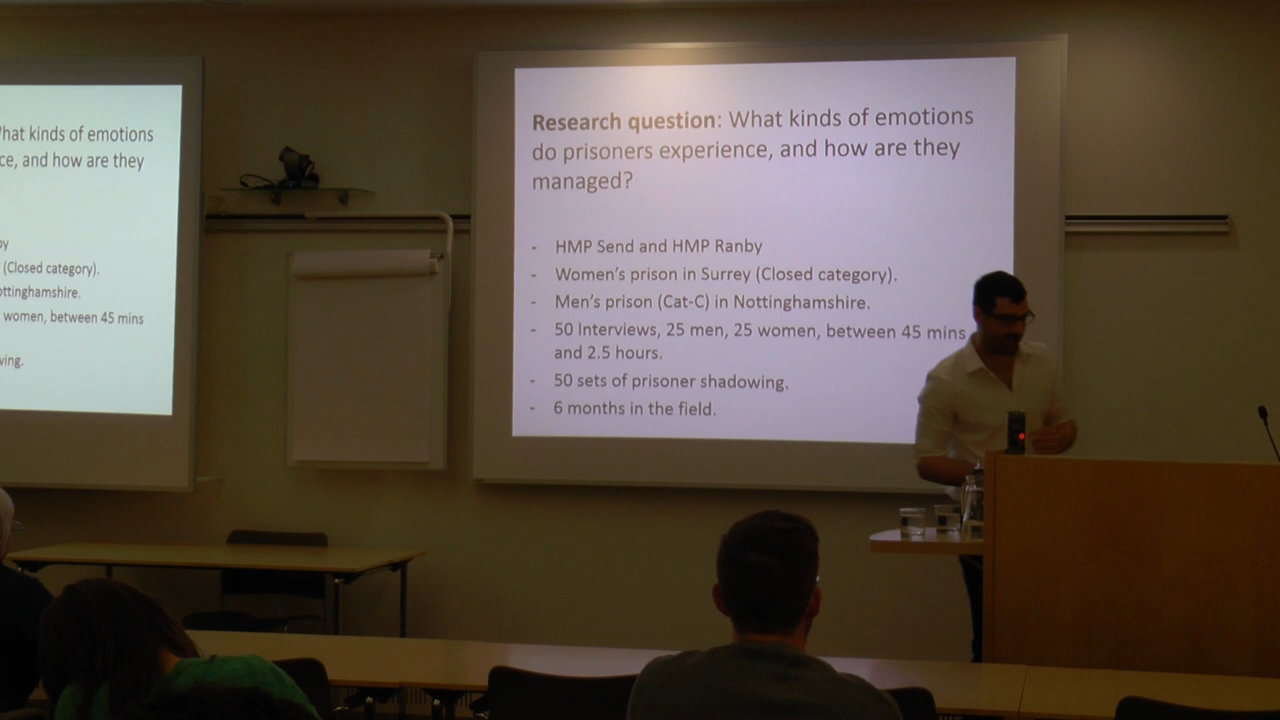 hat kinds of emotions
ce, and how are they
by
(Closed category).
ottinghamshire.
women, between 45 mins
wing.
Research question: What kinds of emotions
do prisoners experience, and how are they
managed?
- HMP Send and HMP Ranby
- Women's prison in Surrey (Closed category).
- Men's prison (Cat-C) in Nottinghamshire.
- 50 Interviews, 25 men, 25 women, between 45 mins
and 2.5 hours.
- 50 sets of prisoner shadowing.
- 6 months in the field.